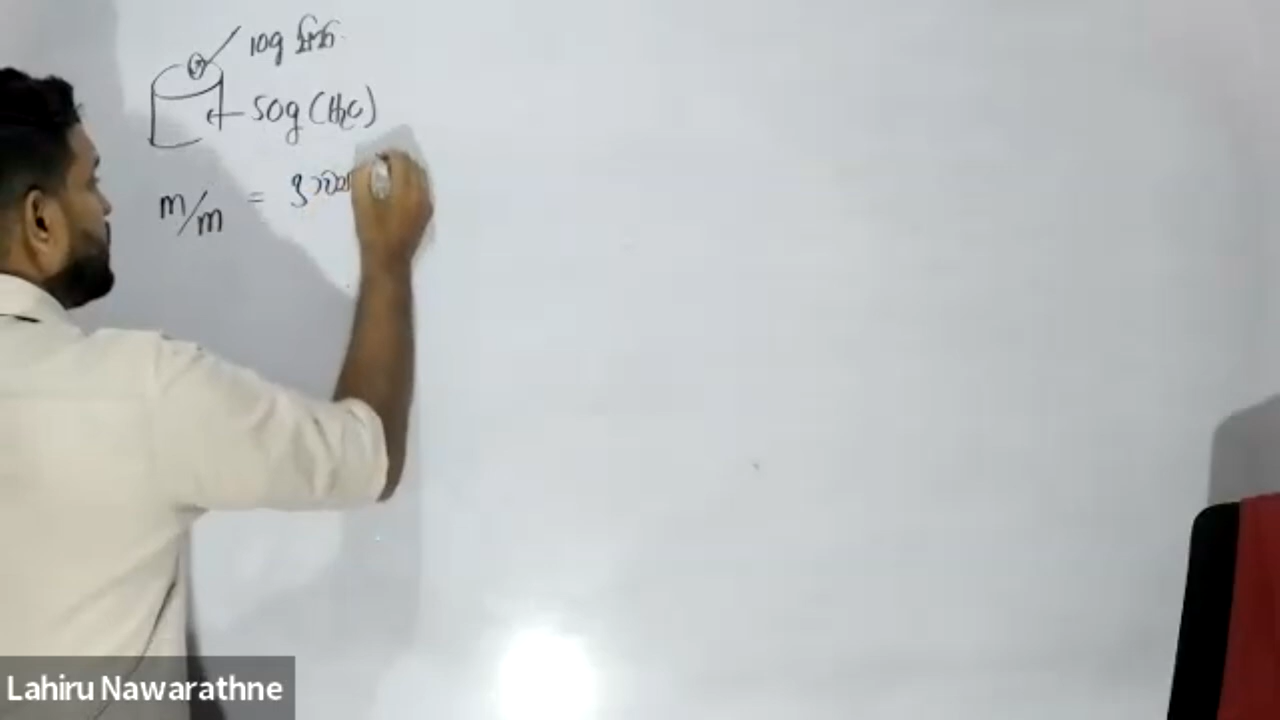 10g සීනි
50g (H₂O)
m/m = ද්‍රාව්‍ය
Lahiru Nawarathne